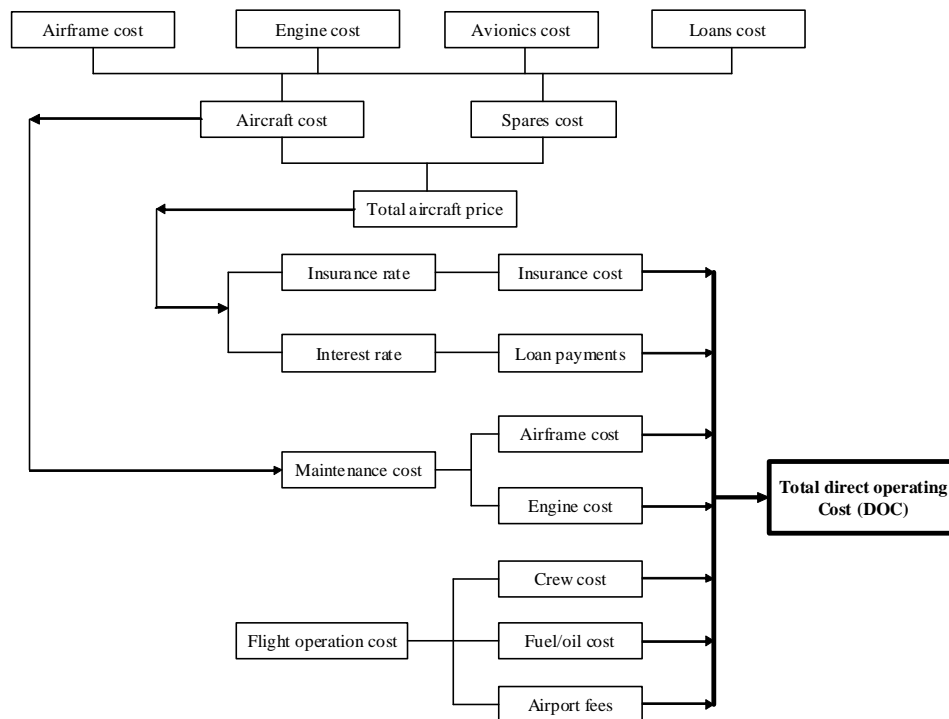 Airframe cost
Engine cost
Avionics cost
Loans cost
Aircraft cost
Spares cost
Total aircraft price
Insurance rate
Insurance cost
Interest rate
Loan payments
Airframe cost
Maintenance cost
Engine cost
Total direct operating
Cost (DOC)
Crew cost
Flight operation cost
Fuel/oil cost
Airport fees